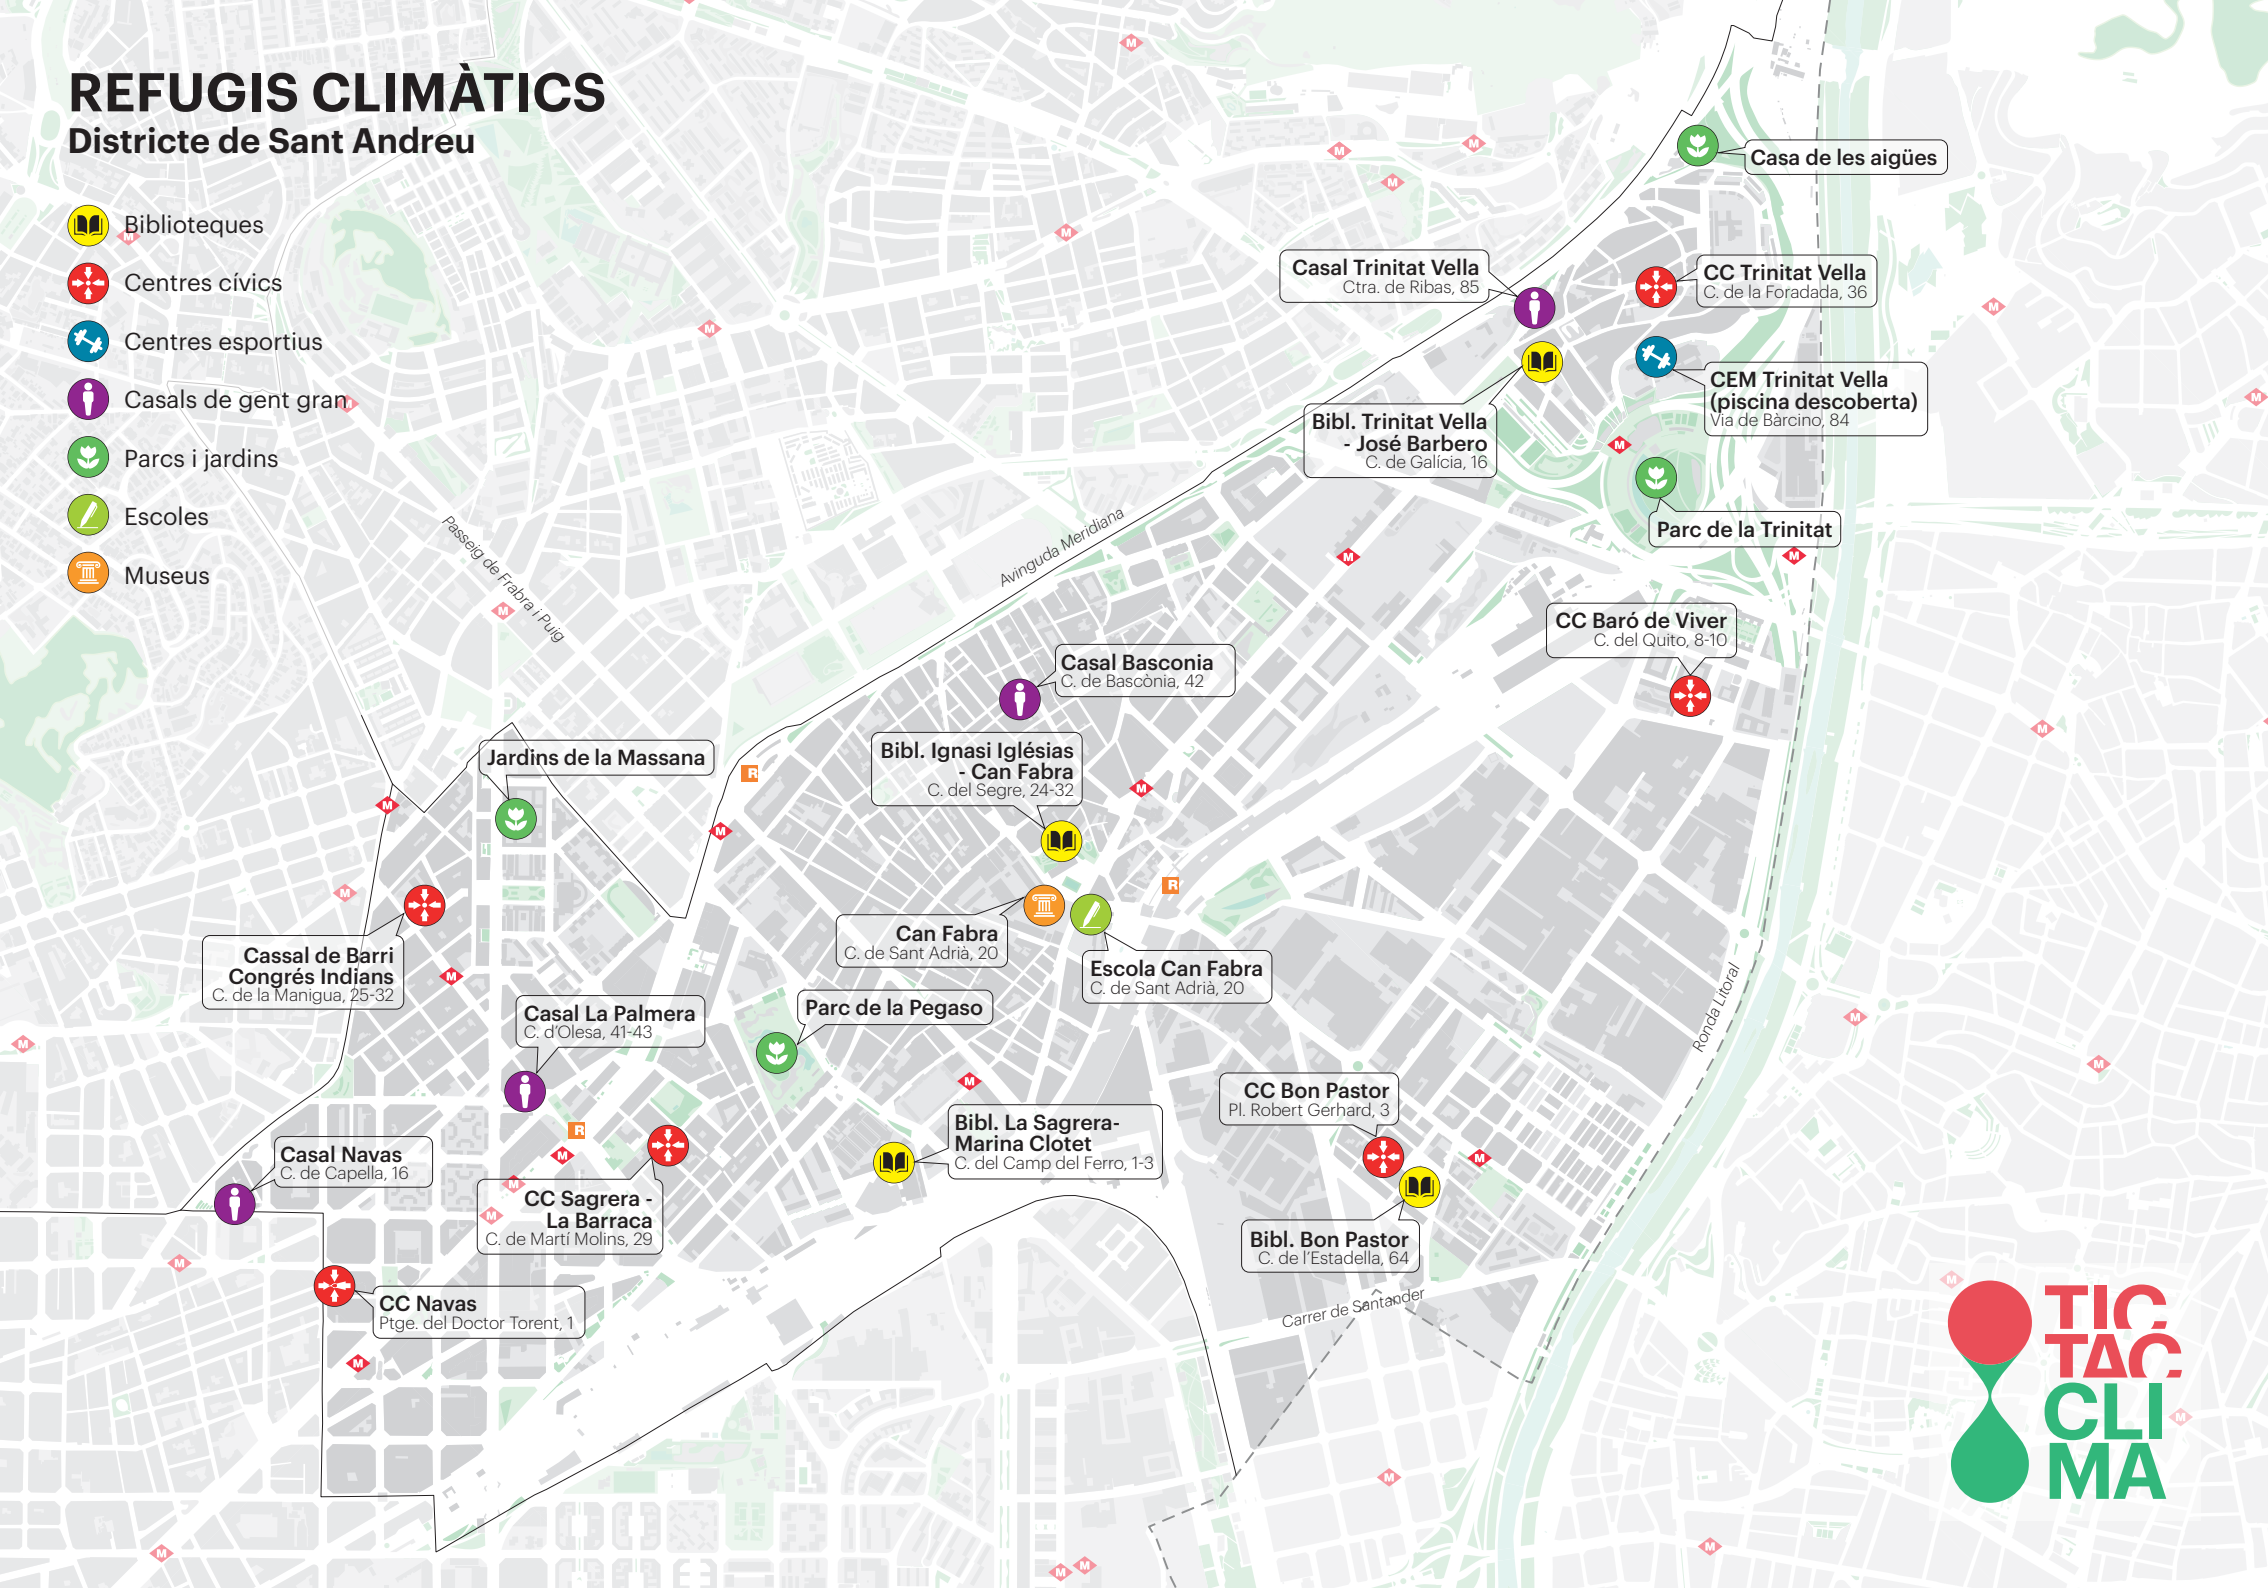 REFUGIS CLIMÀTICS
Districte de Sant Andreu
Biblioteques
Centres cívics
Centres esportius
Casals de gent gran
Parcs i jardins
Escoles
Museus
Casa de les aigües
Casal Trinitat Vella
Ctra. de Ribas, 85
CC Trinitat Vella
C. de la Foradada, 36
CEM Trinitat Vella
(piscina descoberta)
Via de Bàrcino, 84
Bibl. Trinitat Vella
- José Barbero
C. de Galícia, 16
Parc de la Trinitat
Passeig de Frabra i Puig
Avinguda Meridiana
CC Baró de Viver
C. del Quito, 8-10
Casal Basconia
C. de Bascònia, 42
Jardins de la Massana
Bibl. Ignasi Iglésias
- Can Fabra
C. del Segre, 24-32
Can Fabra
C. de Sant Adrià, 20
Escola Can Fabra
C. de Sant Adrià, 20
Cassal de Barri
Congrés Indians
C. de la Manigua, 25-32
Casal La Palmera
C. d'Olesa, 41-43
Parc de la Pegaso
Ronda Litoral
CC Bon Pastor
Pl. Robert Gerhard, 3
Bibl. La Sagrera-
Marina Clotet
C. del Camp del Ferro, 1-3
Casal Navas
C. de Capella, 16
CC Sagrera -
La Barraca
C. de Martí Molins, 29
Bibl. Bon Pastor
C. de l'Estadella, 64
CC Navas
Ptge. del Doctor Torent, 1
Carrer de Santander
TIC
TAC
CLI
MA